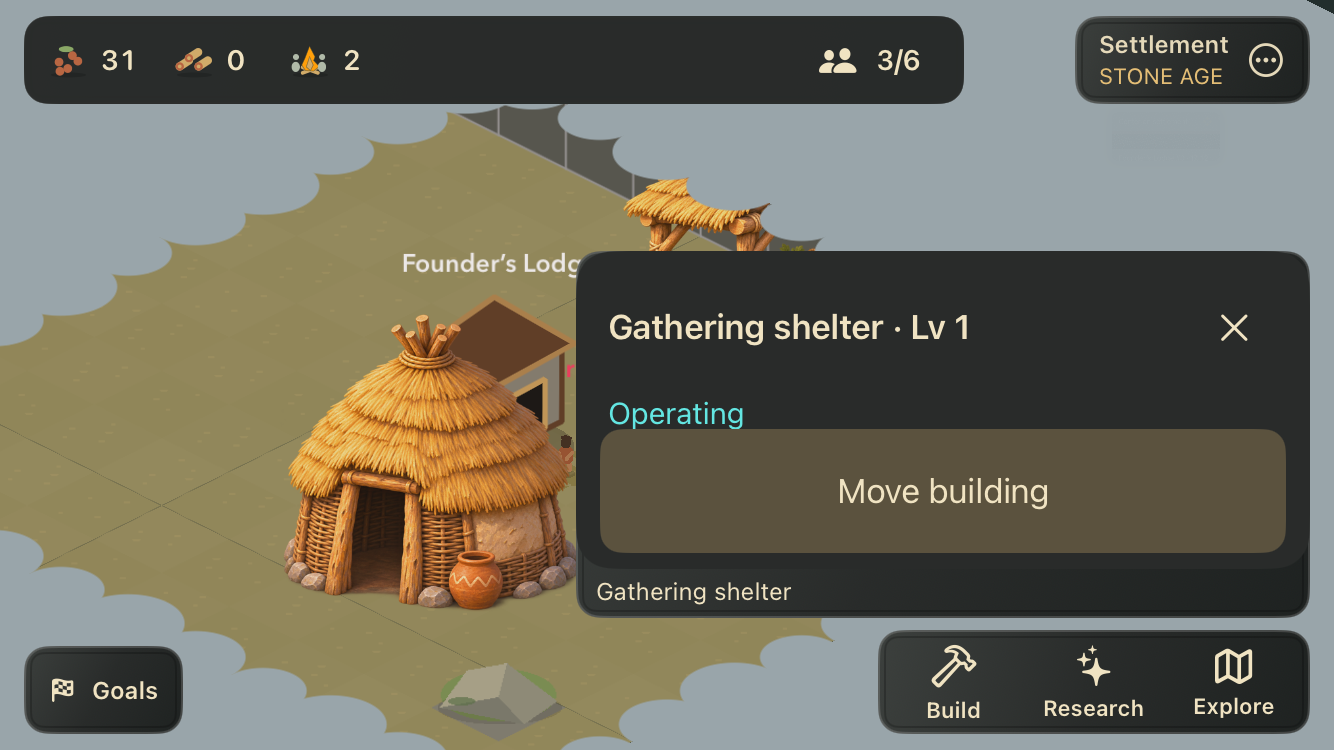 31
0
2
3/6
Settlement
STONE AGE
Founder's Lodg
Gathering shelter · Lv 1
Operating
Move building
Gathering shelter
Goals
Build
Research
Explore